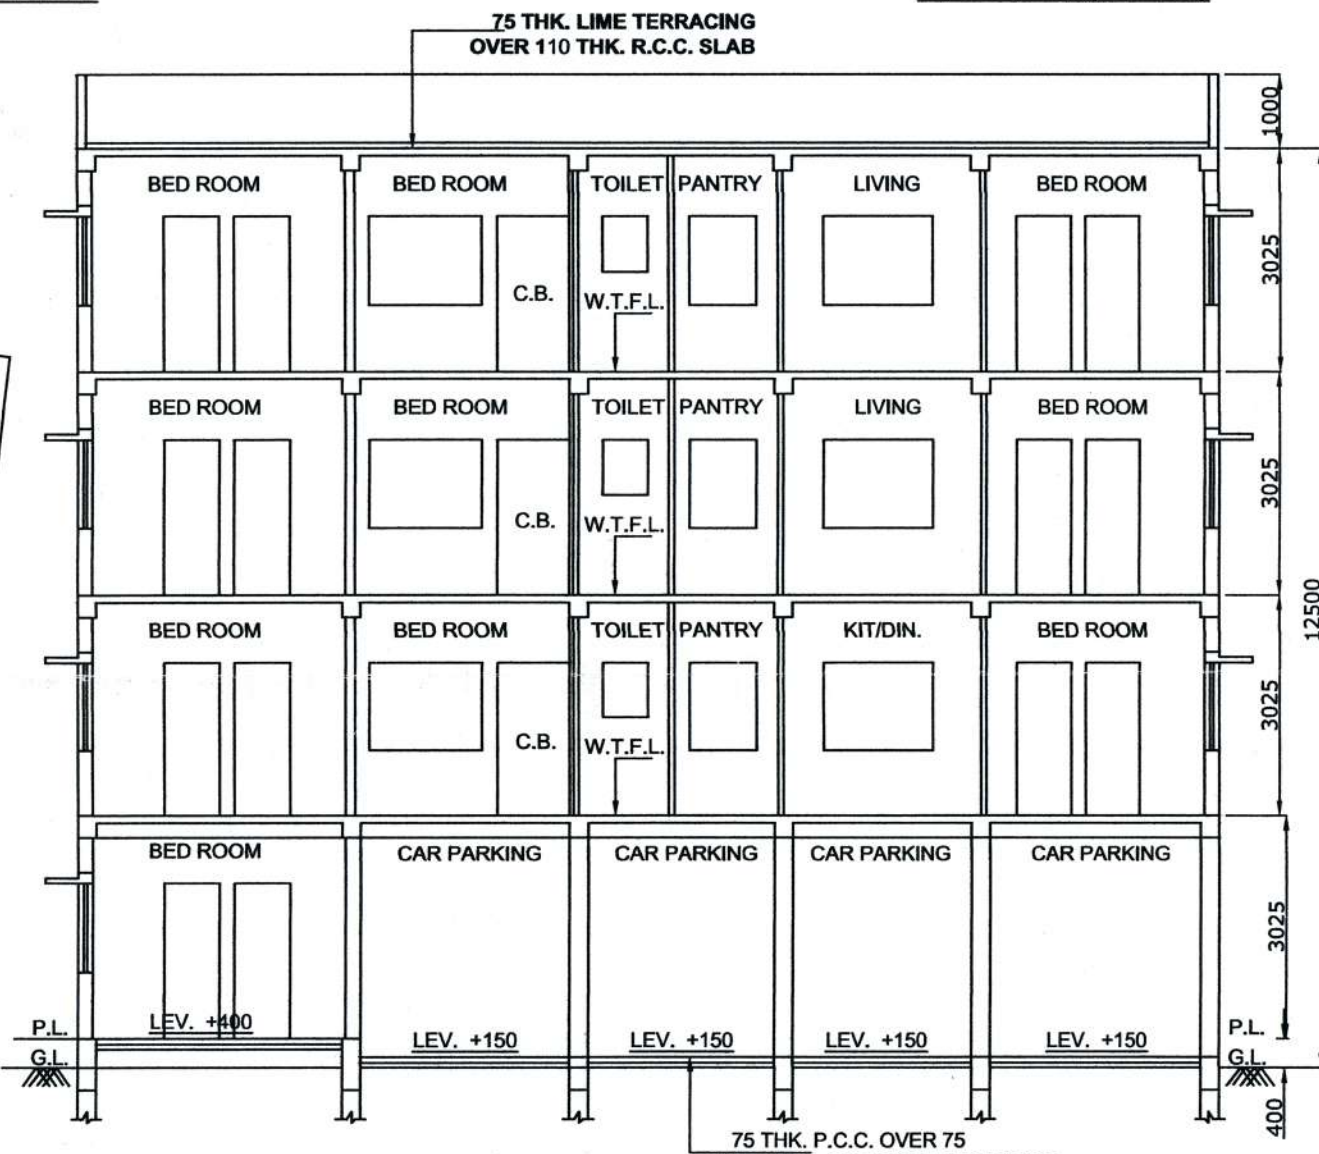 75 THK. LIME TERRACING
OVER 110 THK. R.C.C. SLAB
1000
BED ROOM BED ROOM TOILET PANTRY LIVING BED ROOM
3025
C.B. W.T.F.L.
BED ROOM BED ROOM TOILET PANTRY LIVING BED ROOM
3025
C.B. W.T.F.L.
12500
BED ROOM BED ROOM TOILET PANTRY KIT/DIN. BED ROOM
3025
C.B. W.T.F.L.
BED ROOM CAR PARKING CAR PARKING CAR PARKING CAR PARKING
3025
P.L. LEV. +400 LEV. +150 LEV. +150 LEV. +150 LEV. +150 P.L.
G.L. G.L.
400
75 THK. P.C.C. OVER 75